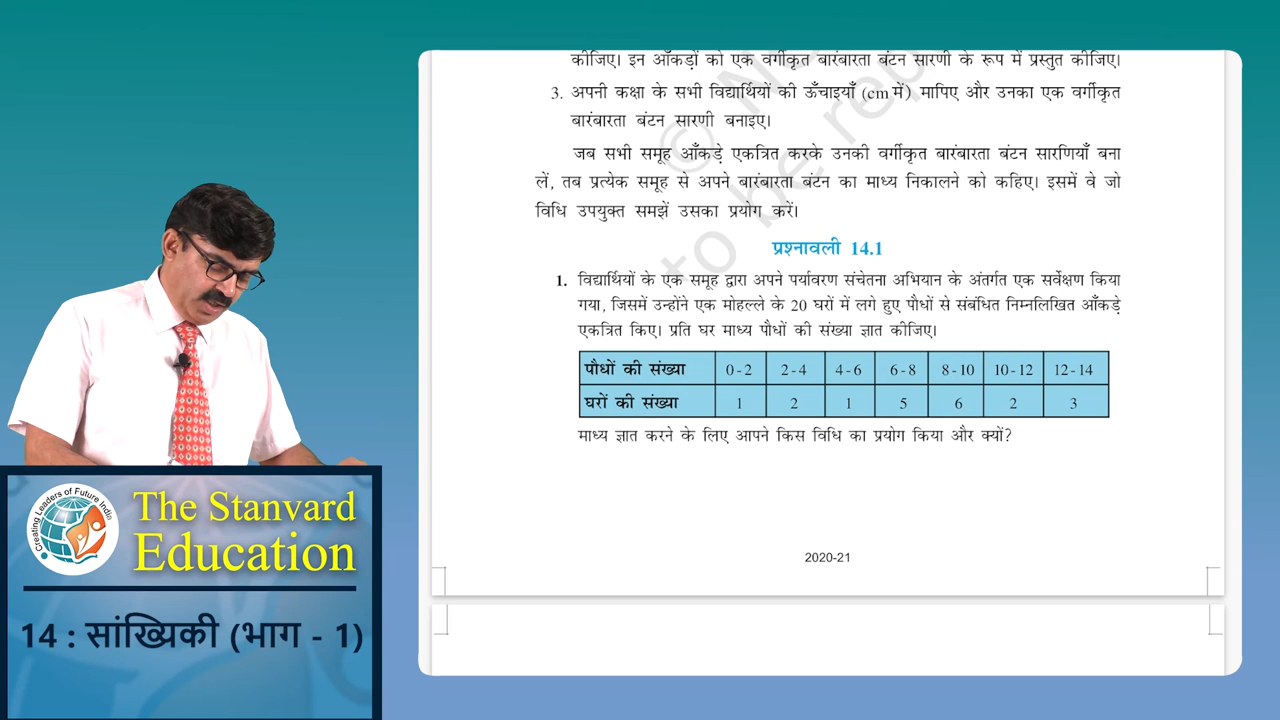 कीजिए। इन आँकड़ों को एक वर्गीकृत बारंबारता बंटन सारणी के रूप में प्रस्तुत कीजिए।
3. अपनी कक्षा के सभी विद्यार्थियों की ऊँचाइयाँ (cm में) मापिए और उनका एक वर्गीकृत
बारंबारता बंटन सारणी बनाइए।
जब सभी समूह आँकड़े एकत्रित करके उनकी वर्गीकृत बारंबारता बंटन सारणियाँ बना
लें, तब प्रत्येक समूह से अपने बारंबारता बंटन का माध्य निकालने को कहिए। इसमें वे जो
विधि उपयुक्त समझें उसका प्रयोग करें।
© N
to be rep
प्रश्नावली 14.1
1. विद्यार्थियों के एक समूह द्वारा अपने पर्यावरण संचेतना अभियान के अंतर्गत एक सर्वेक्षण किया
गया, जिसमें उन्होंने एक मोहल्ले के 20 घरों में लगे हुए पौधों से संबंधित निम्नलिखित आँकड़े
एकत्रित किए। प्रति घर माध्य पौधों की संख्या ज्ञात कीजिए।
पौधों की संख्या 0-2 2-4 4-6 6-8 8-10 10-12 12-14
घरों की संख्या 1 2 1 5 6 2 3
माध्य ज्ञात करने के लिए आपने किस विधि का प्रयोग किया और क्यों?
2020-21
Creating Leaders of Future India
The Stanvard
Education
14 : सांख्यिकी (भाग - 1)